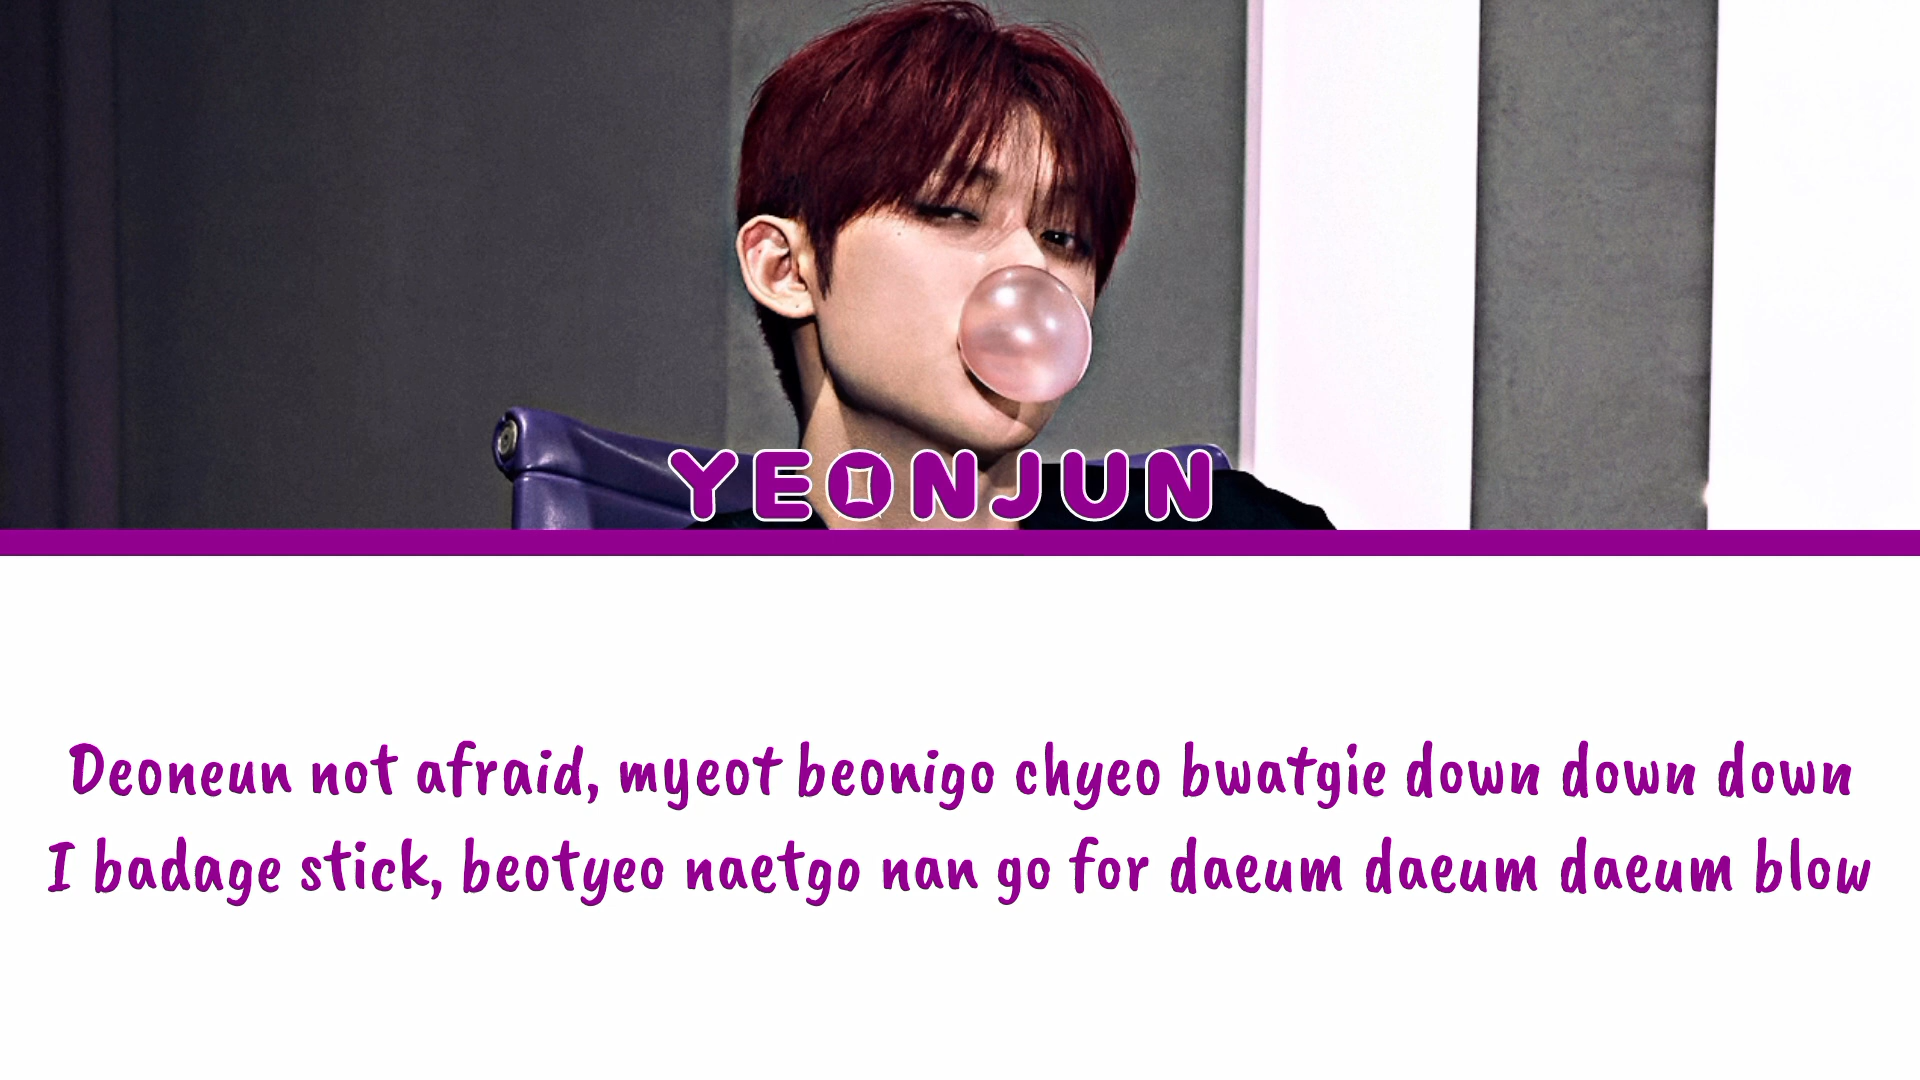 YEONJUN
Deoneun not afraid, myeot beonigo chyeo bwatgie down down down
I badage stick, beotyeo naetgo nan go for daeum daeum daeum blow